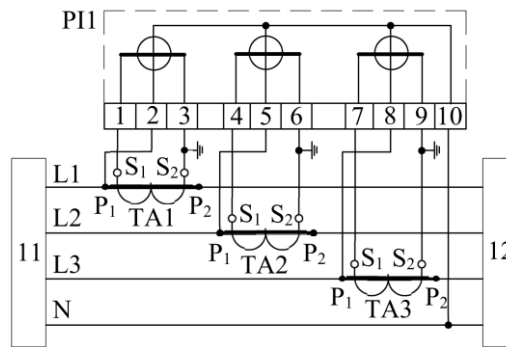 PI1
1 2 3 4 5 6 7 8 9 10
S₁ S₂
L1
P₁ TA1 P₂
S₁ S₂
L2
P₁ TA2 P₂
11 12
S₁ S₂
L3
P₁ TA3 P₂
N